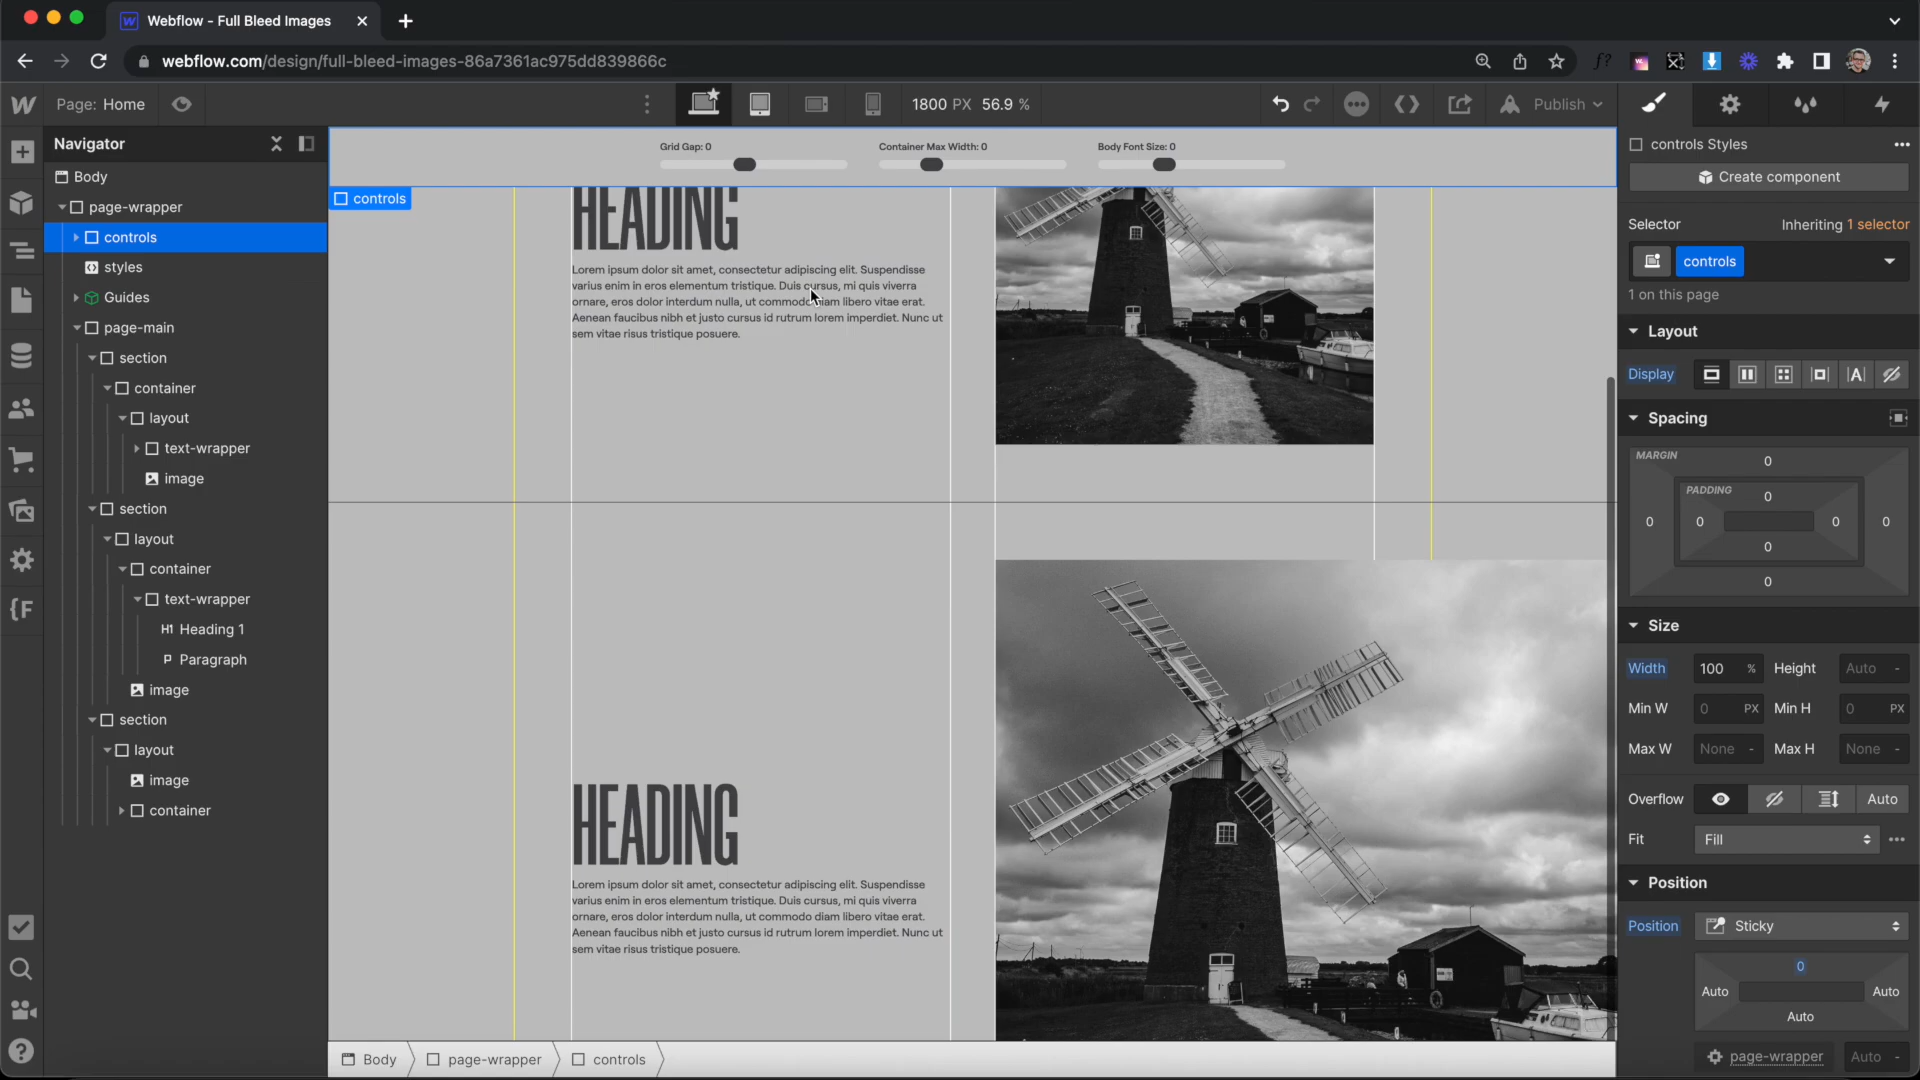 Webflow - Full Bleed Images
webflow.com/design/full-bleed-images-86a7361ac975dd839866c
Page: Home
1800 PX 56.9 %
Publish
Navigator
Body
page-wrapper
controls
styles
Guides
page-main
section
container
layout
text-wrapper
image
section
layout
container
text-wrapper
H1 Heading 1
P Paragraph
image
section
layout
image
container
Grid Gap: 0
Container Max Width: 0
Body Font Size: 0
controls
HEADING
Lorem ipsum dolor sit amet, consectetur adipiscing elit. Suspendisse
varius enim in eros elementum tristique. Duis cursus, mi quis viverra
ornare, eros dolor interdum nulla, ut commodo diam libero vitae erat.
Aenean faucibus nibh et justo cursus id rutrum lorem imperdiet. Nunc ut
sem vitae risus tristique posuere.
HEADING
Lorem ipsum dolor sit amet, consectetur adipiscing elit. Suspendisse
varius enim in eros elementum tristique. Duis cursus, mi quis viverra
ornare, eros dolor interdum nulla, ut commodo diam libero vitae erat.
Aenean faucibus nibh et justo cursus id rutrum lorem imperdiet. Nunc ut
sem vitae risus tristique posuere.
Body
page-wrapper
controls
controls Styles
Create component
Selector
Inheriting 1 selector
controls
1 on this page
Layout
Display
Spacing
MARGIN
0
PADDING
0
0 0 0 0
0
0
Size
Width 100 % Height Auto -
Min W 0 PX Min H 0 PX
Max W None - Max H None -
Overflow Auto
Fit Fill
Position
Position Sticky
0
Auto Auto
Auto
page-wrapper Auto -